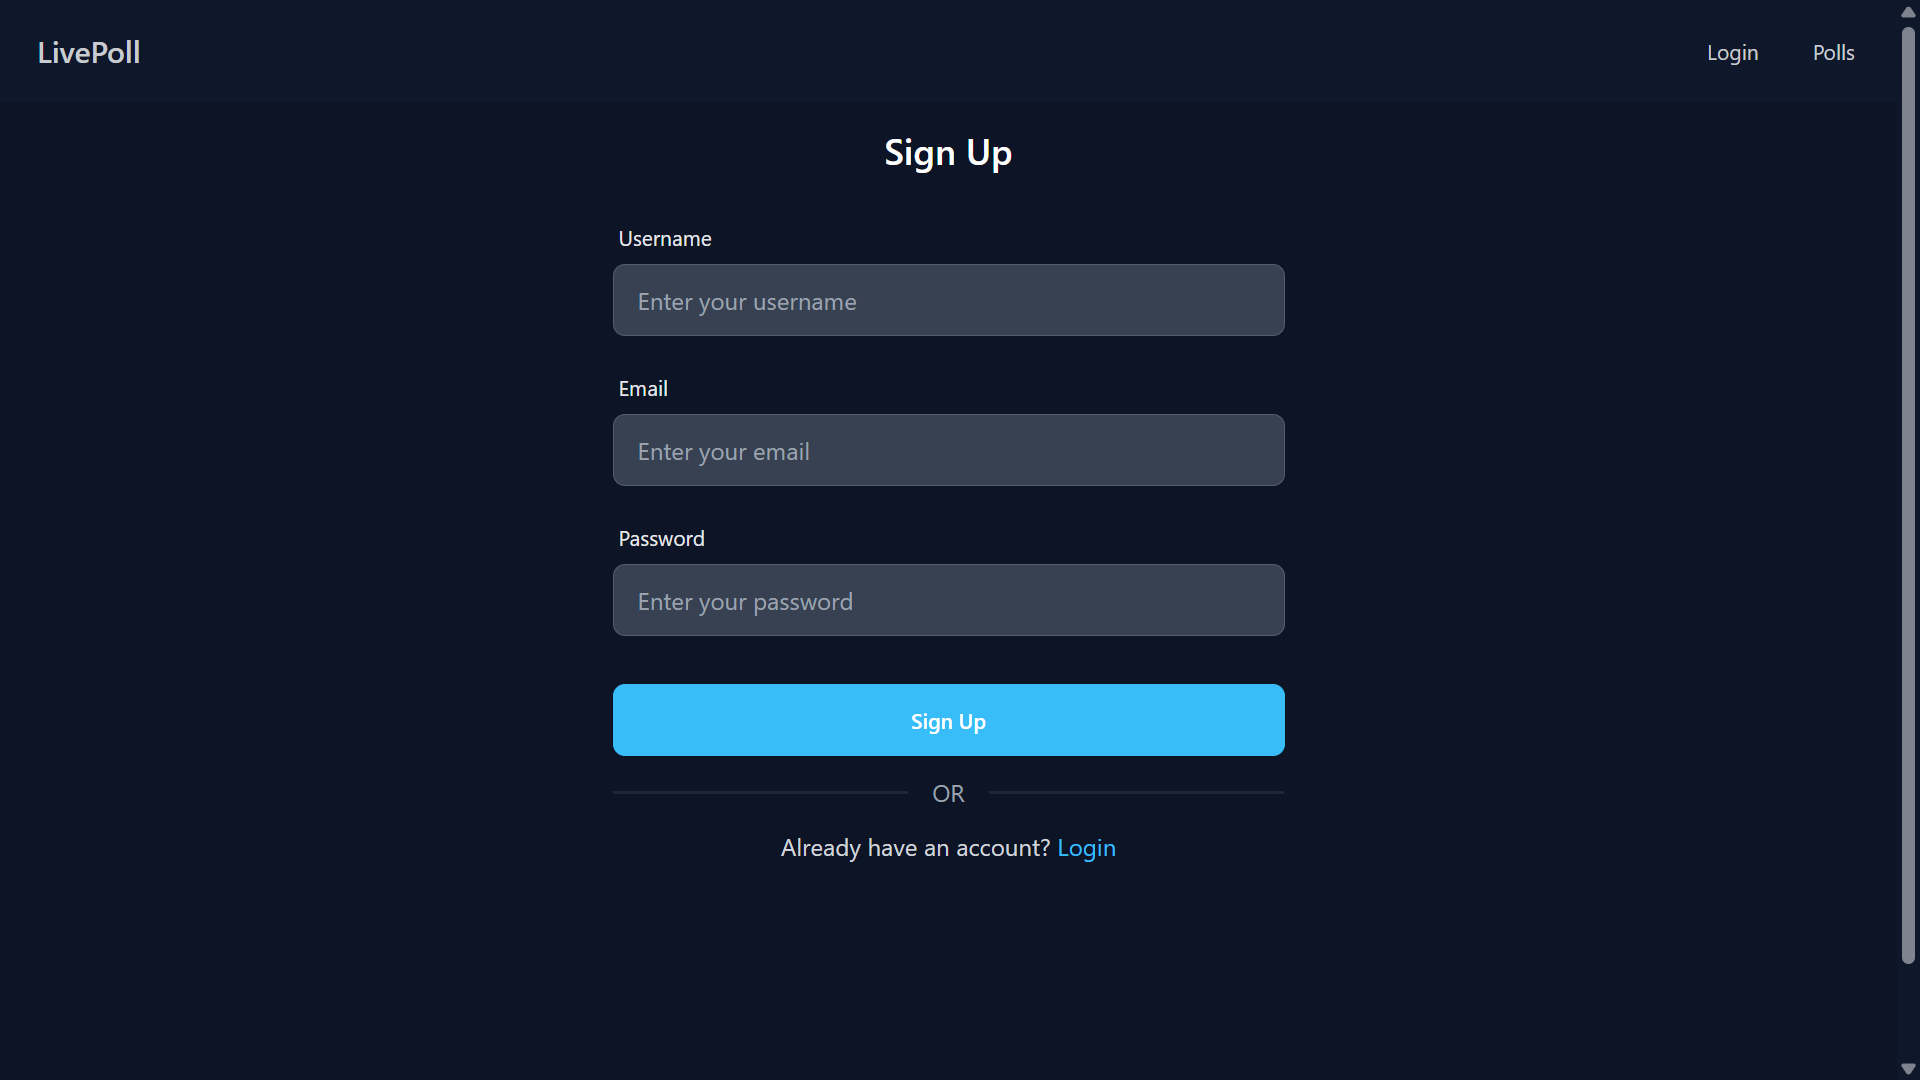 LivePoll
Login
Polls
Sign Up
Username
Enter your username
Email
Enter your email
Password
Enter your password
Sign Up
OR
Already have an account? Login